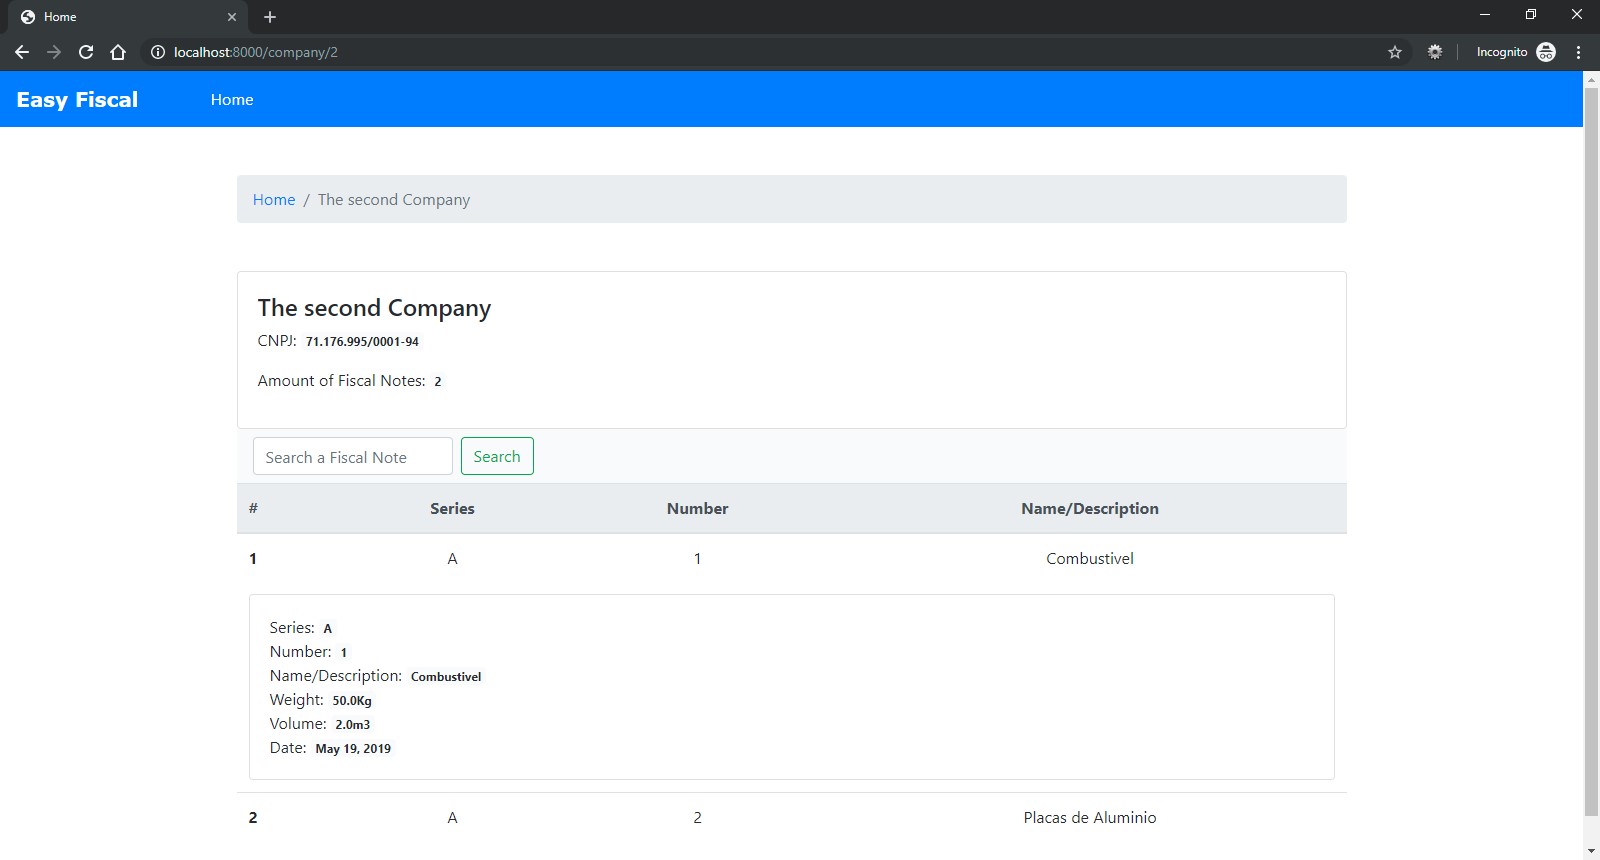 Home
localhost:8000/company/2
Incognito
Easy Fiscal Home
Home / The second Company
The second Company
CNPJ: 71.176.995/0001-94
Amount of Fiscal Notes: 2
Search a Fiscal Note Search
# Series Number Name/Description
1 A 1 Combustivel
Series: A
Number: 1
Name/Description: Combustivel
Weight: 50.0Kg
Volume: 2.0m3
Date: May 19, 2019
2 A 2 Placas de Aluminio